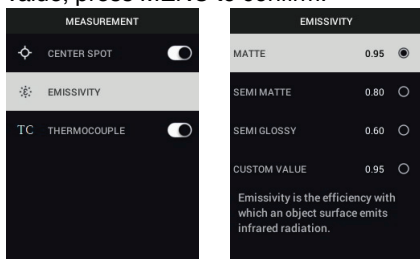 value, press MENU to confirm.
MEASUREMENT
CENTER SPOT
EMISSIVITY
TC THERMOCOUPLE
EMISSIVITY
MATTE 0.95
SEMI MATTE 0.80
SEMI GLOSSY 0.60
CUSTOM VALUE 0.95
Emissivity is the efficiency with
which an object surface emits
infrared radiation.